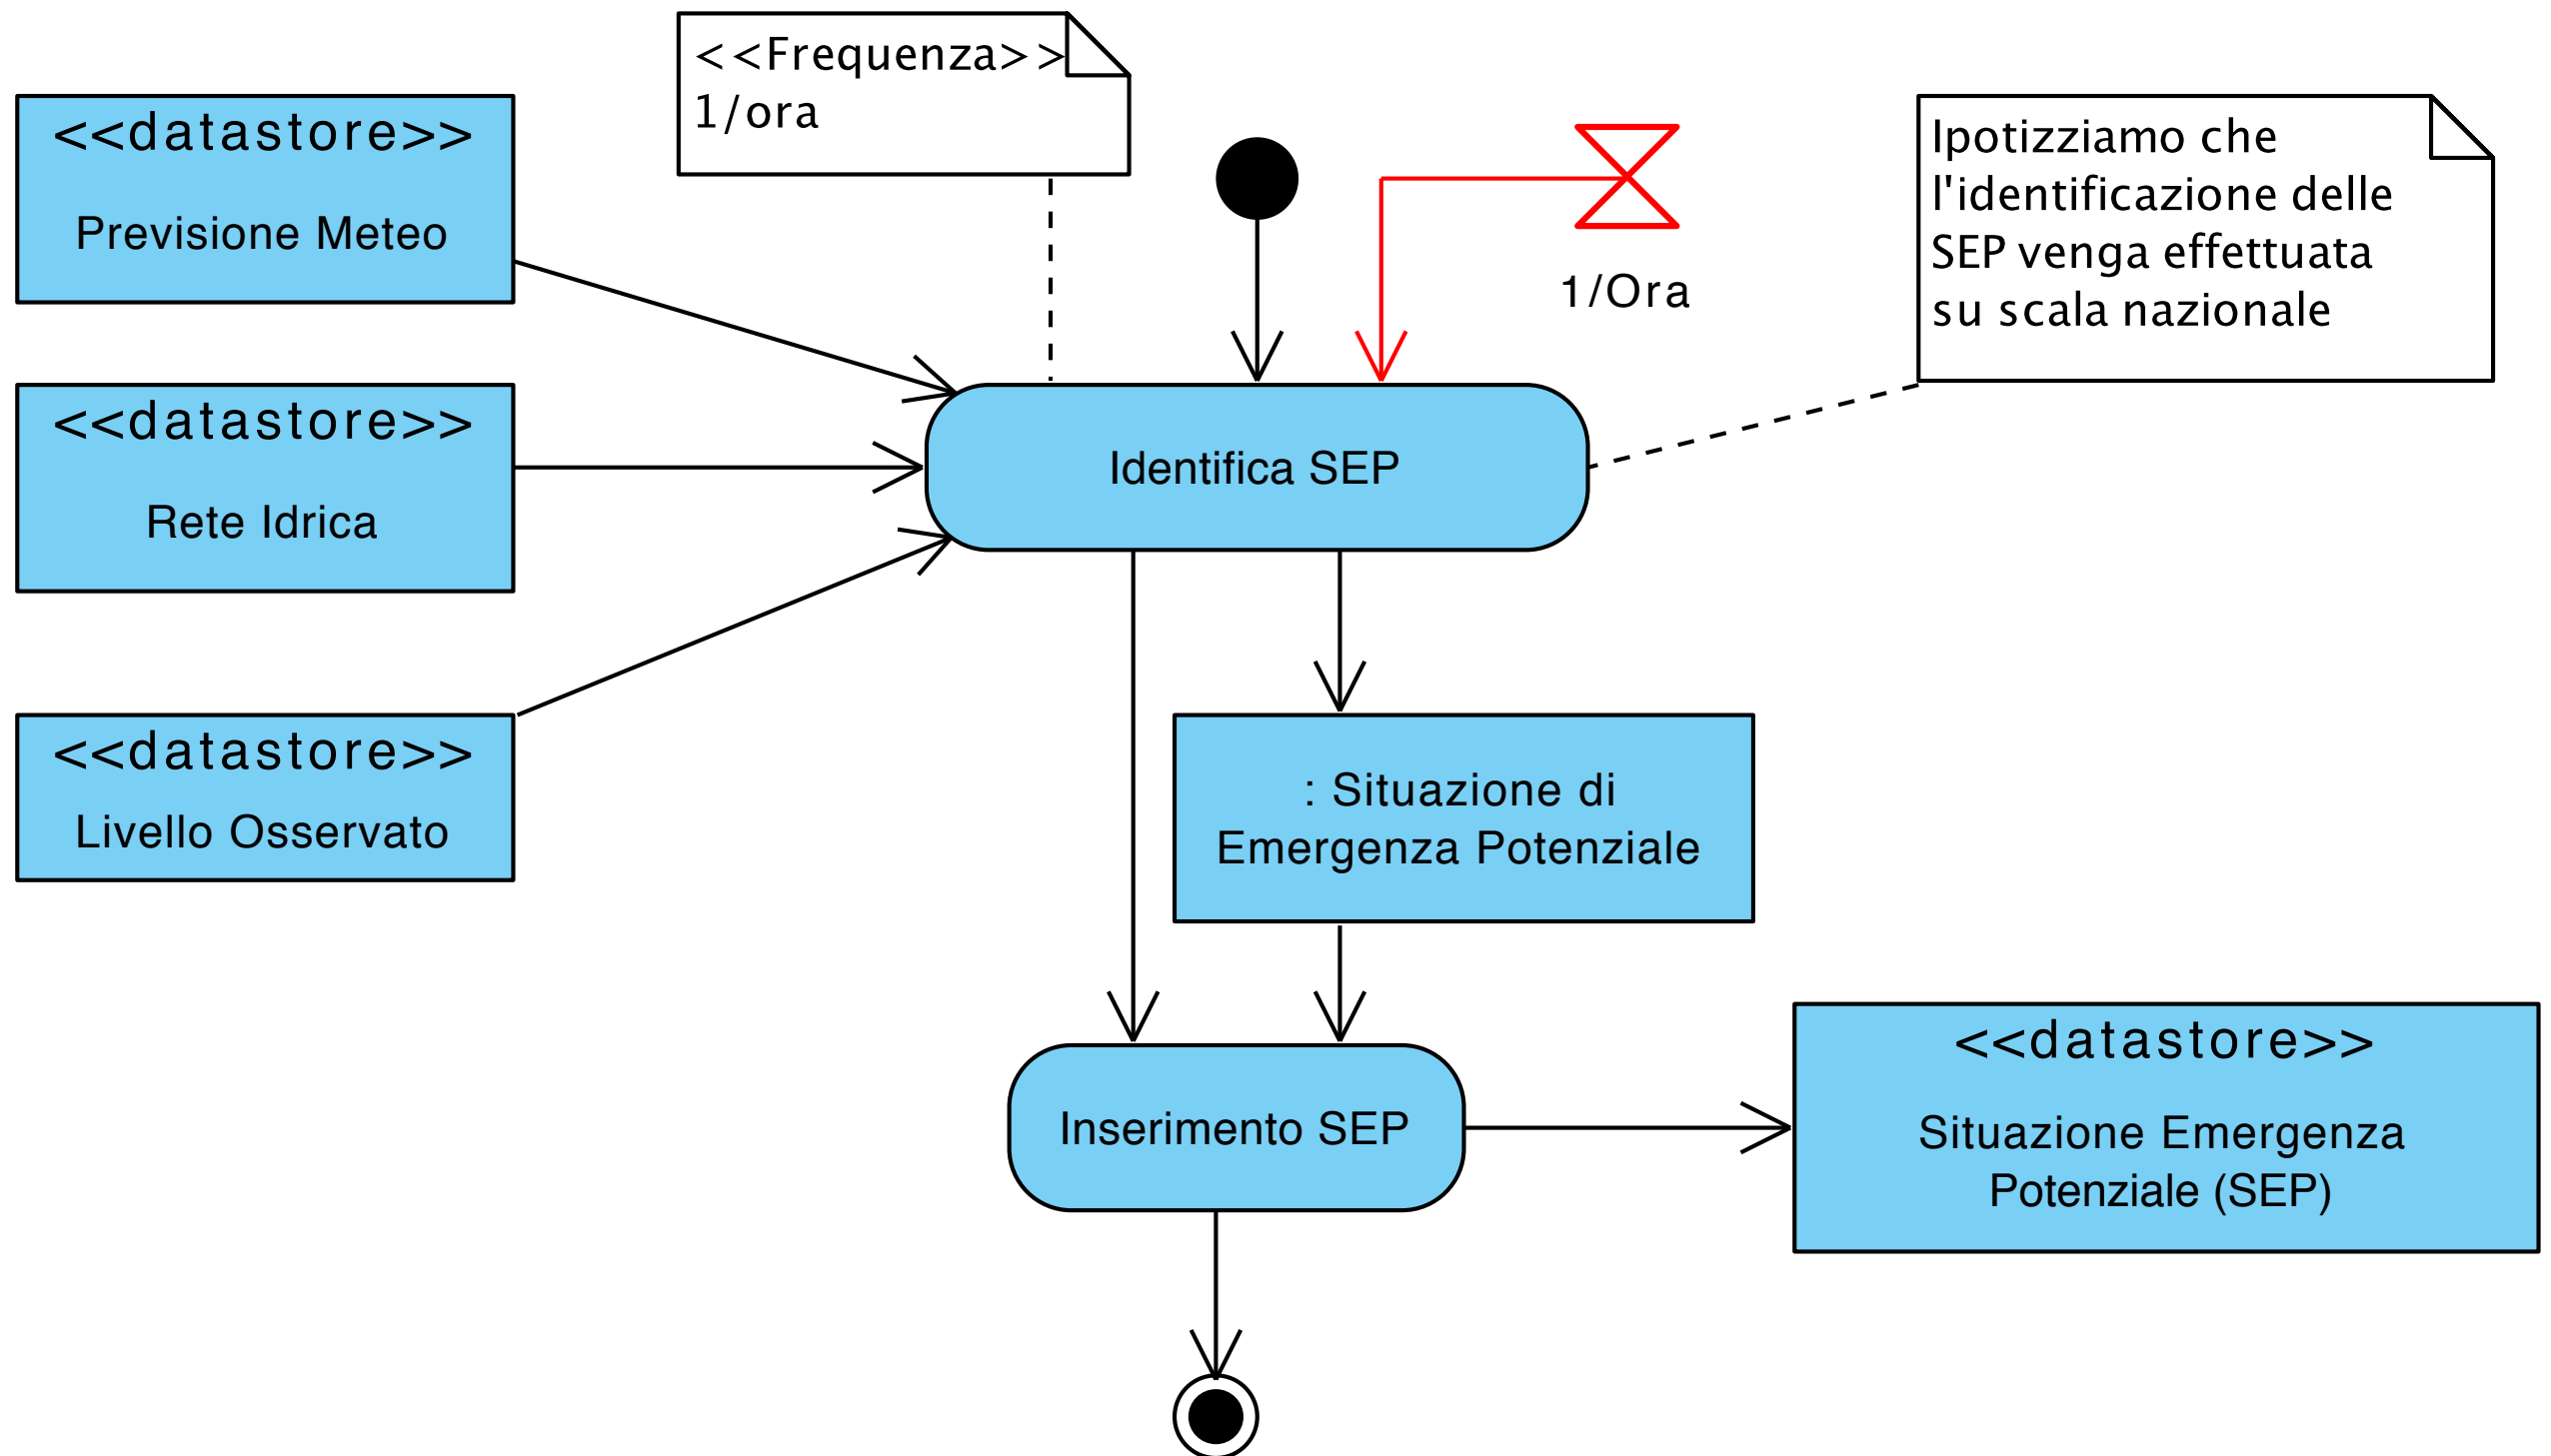 <<Frequenza>>
1/ora
<<datastore>>
Previsione Meteo
1/Ora
Ipotizziamo che
l'identificazione delle
SEP venga effettuata
su scala nazionale
<<datastore>>
Rete Idrica
Identifica SEP
<<datastore>>
Livello Osservato
: Situazione di
Emergenza Potenziale
Inserimento SEP
<<datastore>>
Situazione Emergenza
Potenziale (SEP)